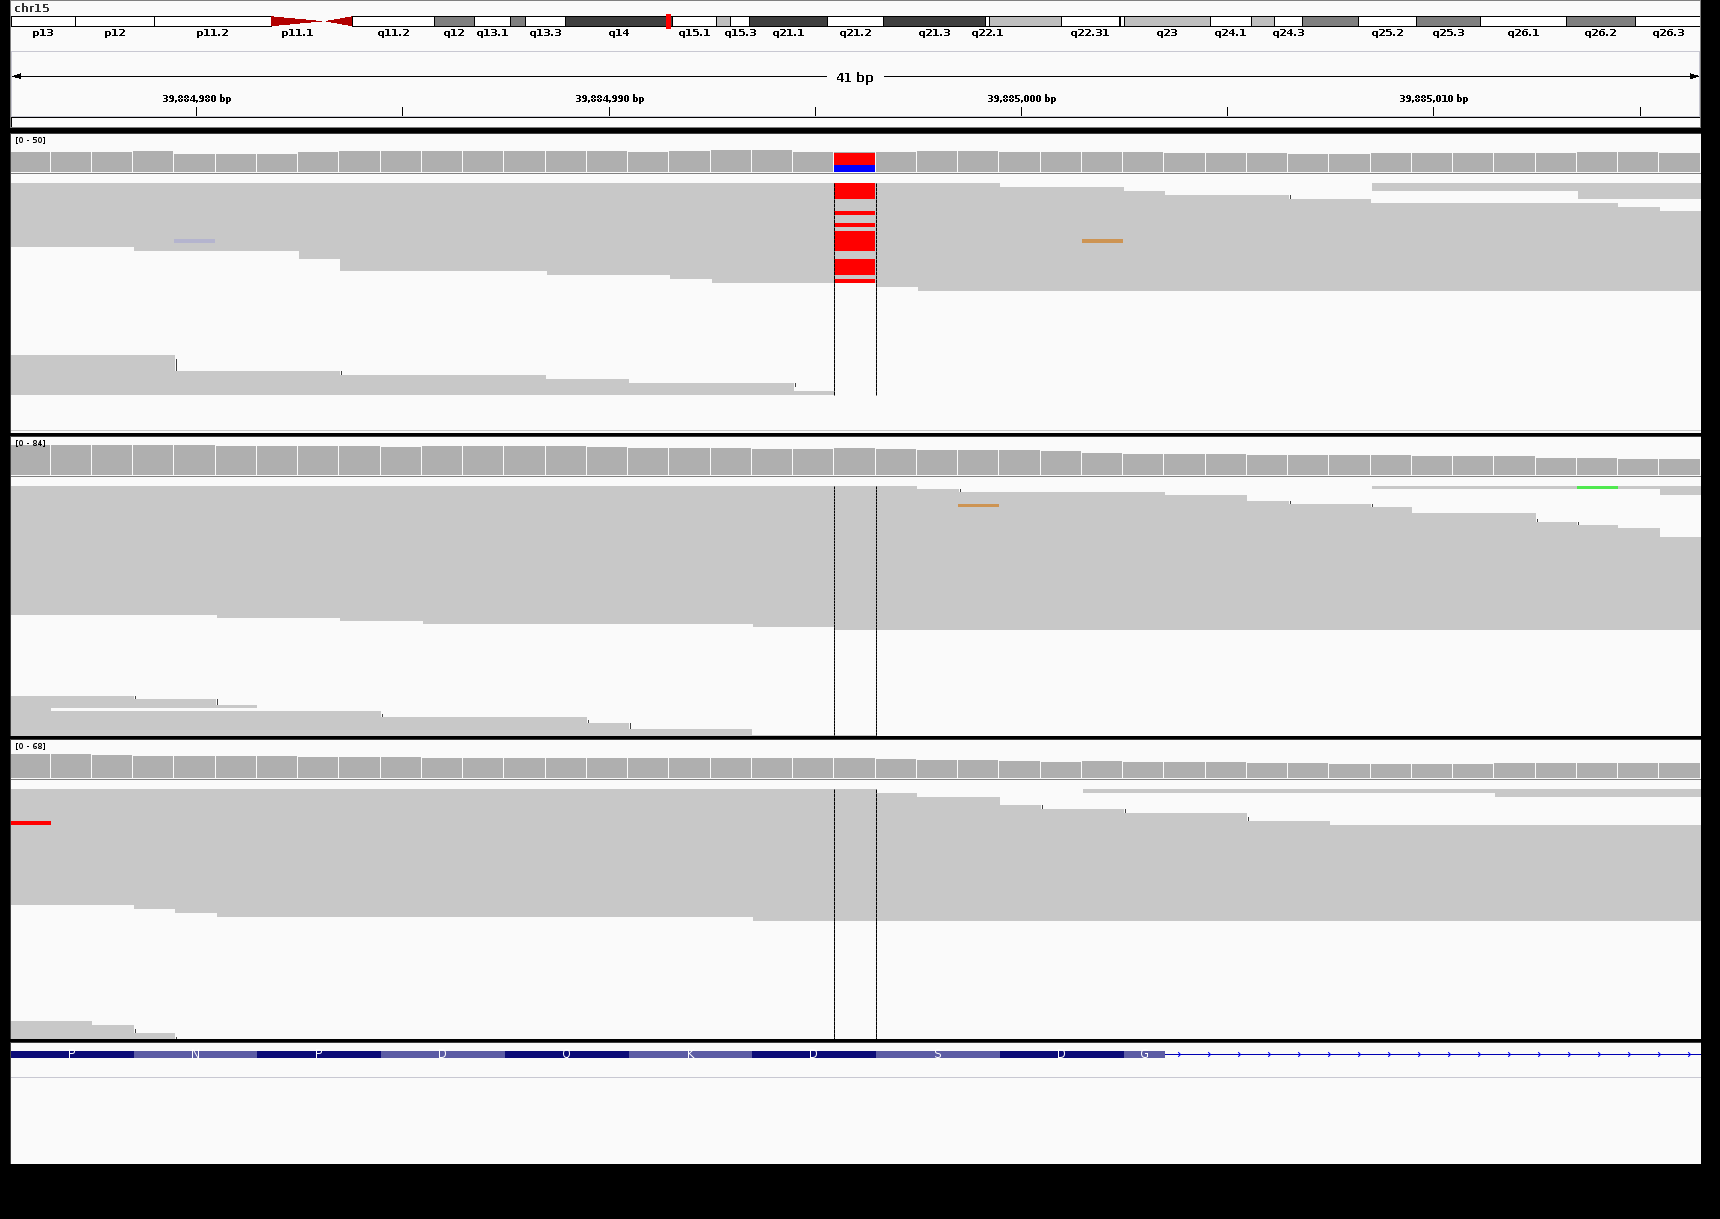 chr15
p13 p12 p11.2 p11.1 q11.2 q12 q13.1 q13.3 q14 q15.1 q15.3 q21.1 q21.2 q21.3 q22.1 q22.31 q23 q24.1 q24.3 q25.2 q25.3 q26.1 q26.2 q26.3
41 bp
39,884,980 bp 39,884,990 bp 39,885,000 bp 39,885,010 bp
[0 - 50]
[0 - 84]
[0 - 68]
P N P D Q K D S D G